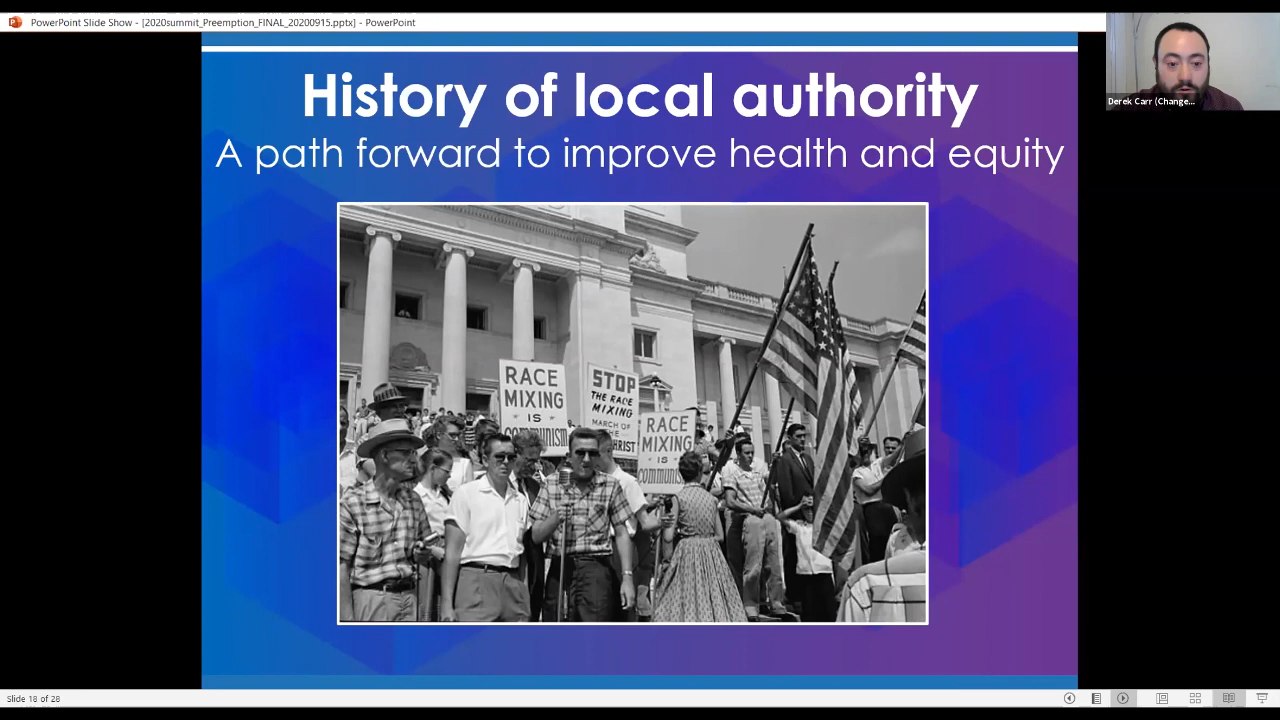 PowerPoint Slide Show - [2020summit_Preemption_FINAL_20200915.pptx] - PowerPoint
Derek Carr (Change...
History of local authority
A path forward to improve health and equity
RACE
MIXING
IS
COMMUNISM
STOP
THE RACE
MIXING
MARCH OF
THE
CHRIST
RACE
MIXING
IS
COMMUNIS
Slide 18 of 28